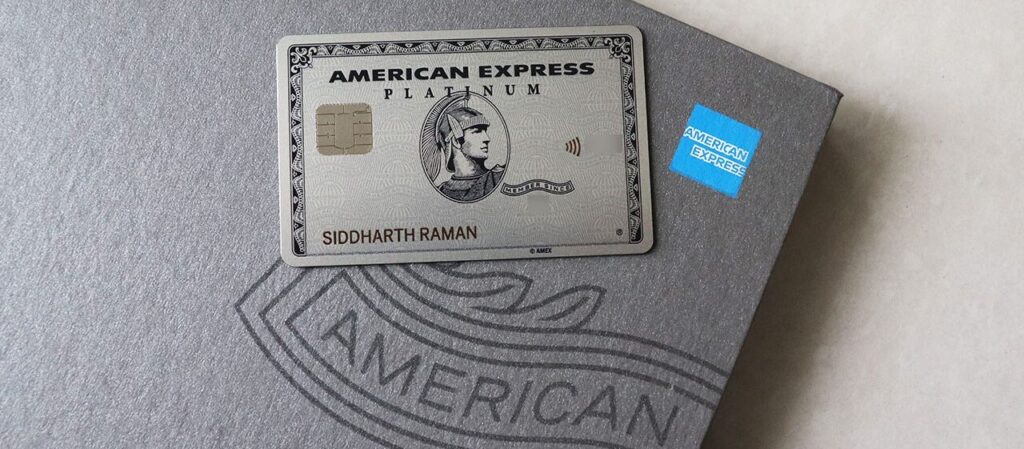 AMERICAN EXPRESS
PLATINUM
MEMBER SINCE
SIDDHARTH RAMAN
®
© AMEX
AMERICAN
EXPRESS
AMERICAN